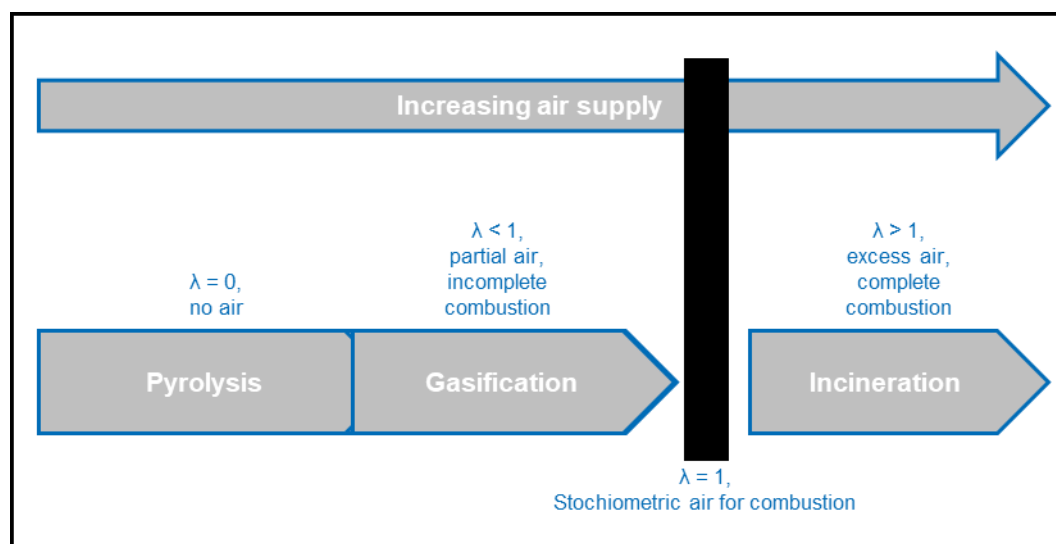 Increasing air supply
λ = 0,
no air
λ < 1,
partial air,
incomplete
combustion
λ > 1,
excess air,
complete
combustion
Pyrolysis
Gasification
Incineration
λ = 1,
Stochiometric air for combustion